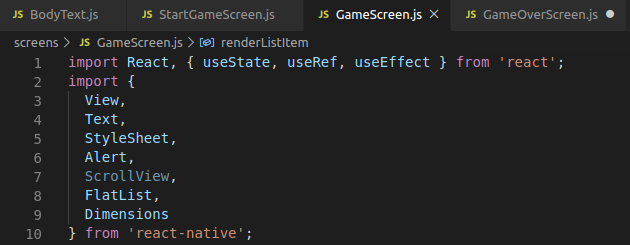 JS BodyText.js JS StartGameScreen.js JS GameScreen.js × JS GameOverScreen.js ●
screens > JS GameScreen.js > renderListItem
1 import React, { useState, useRef, useEffect } from 'react';
2 import {
3 View,
4 Text,
5 StyleSheet,
6 Alert,
7 ScrollView,
8 FlatList,
9 Dimensions
10 } from 'react-native';